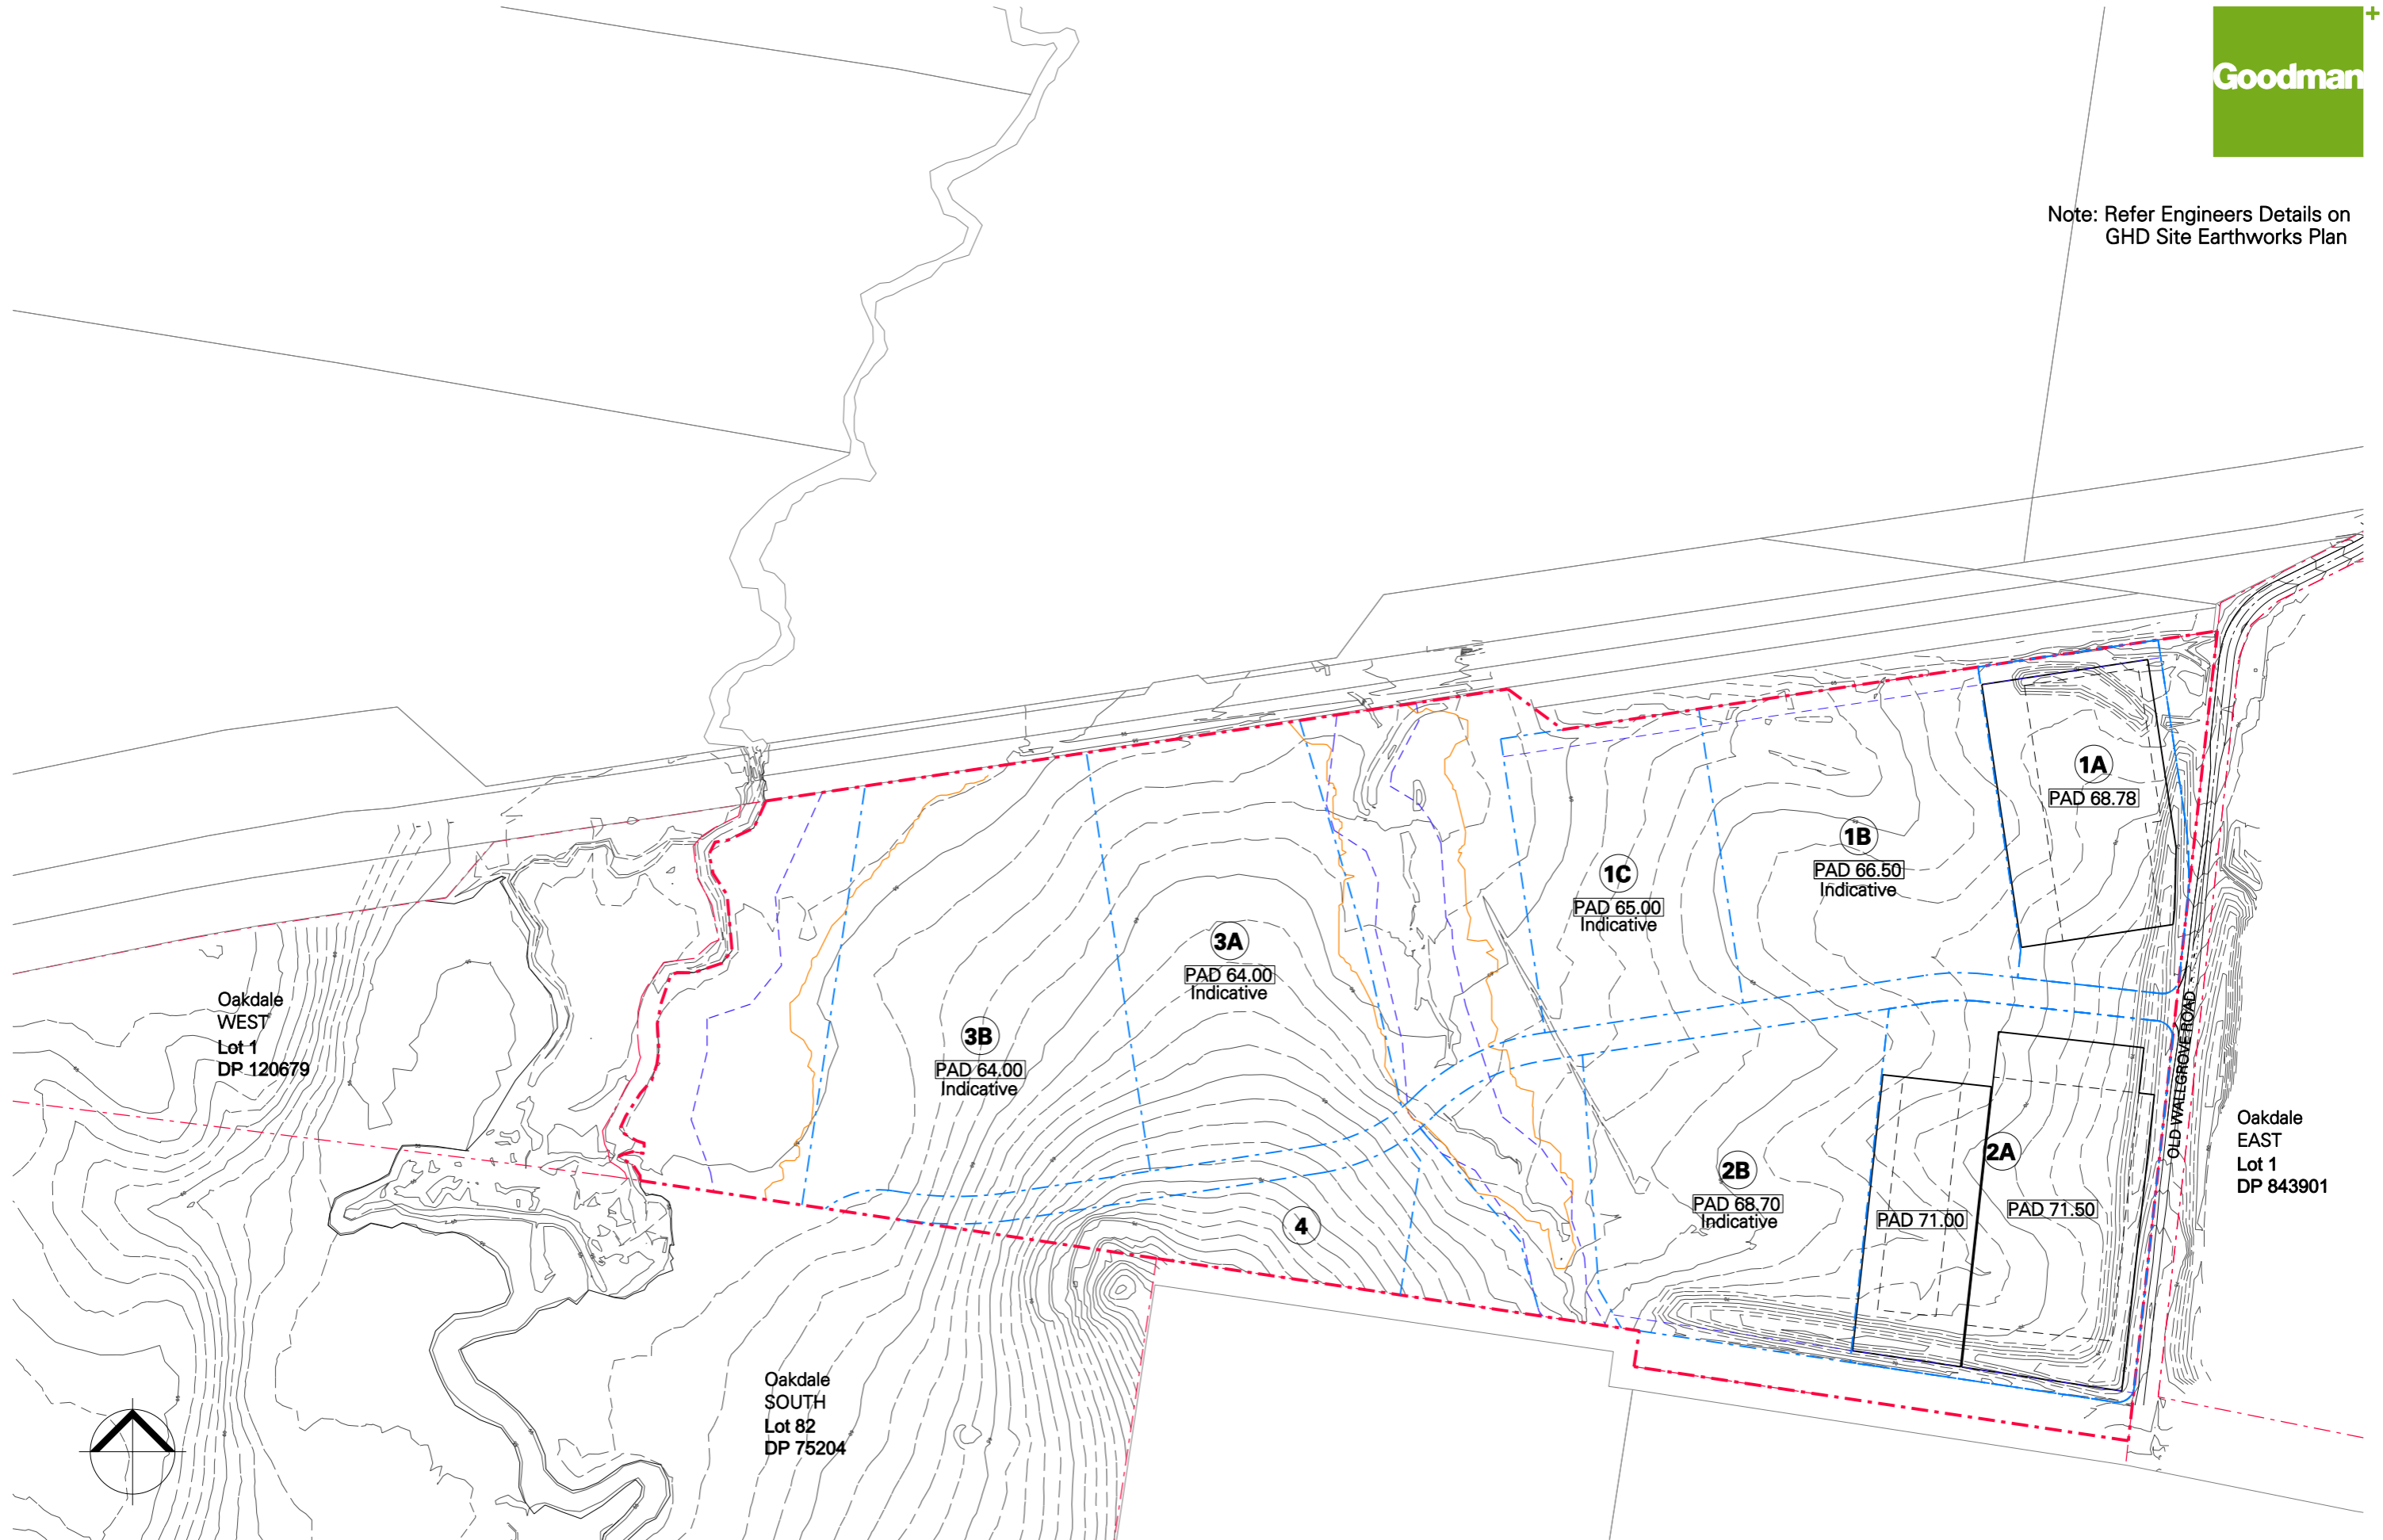 Goodman
Note: Refer Engineers Details on
GHD Site Earthworks Plan
1A
PAD 68.78
1B
PAD 66.50
Indicative
1C
PAD 65.00
Indicative
3A
PAD 64.00
Indicative
3B
PAD 64.00
Indicative
Oakdale
WEST
Lot 1
DP 120679
OLD WALLGROVE ROAD
2A
PAD 71.50
PAD 71.00
2B
PAD 68.70
Indicative
4
Oakdale
EAST
Lot 1
DP 843901
Oakdale
SOUTH
Lot 82
DP 75204